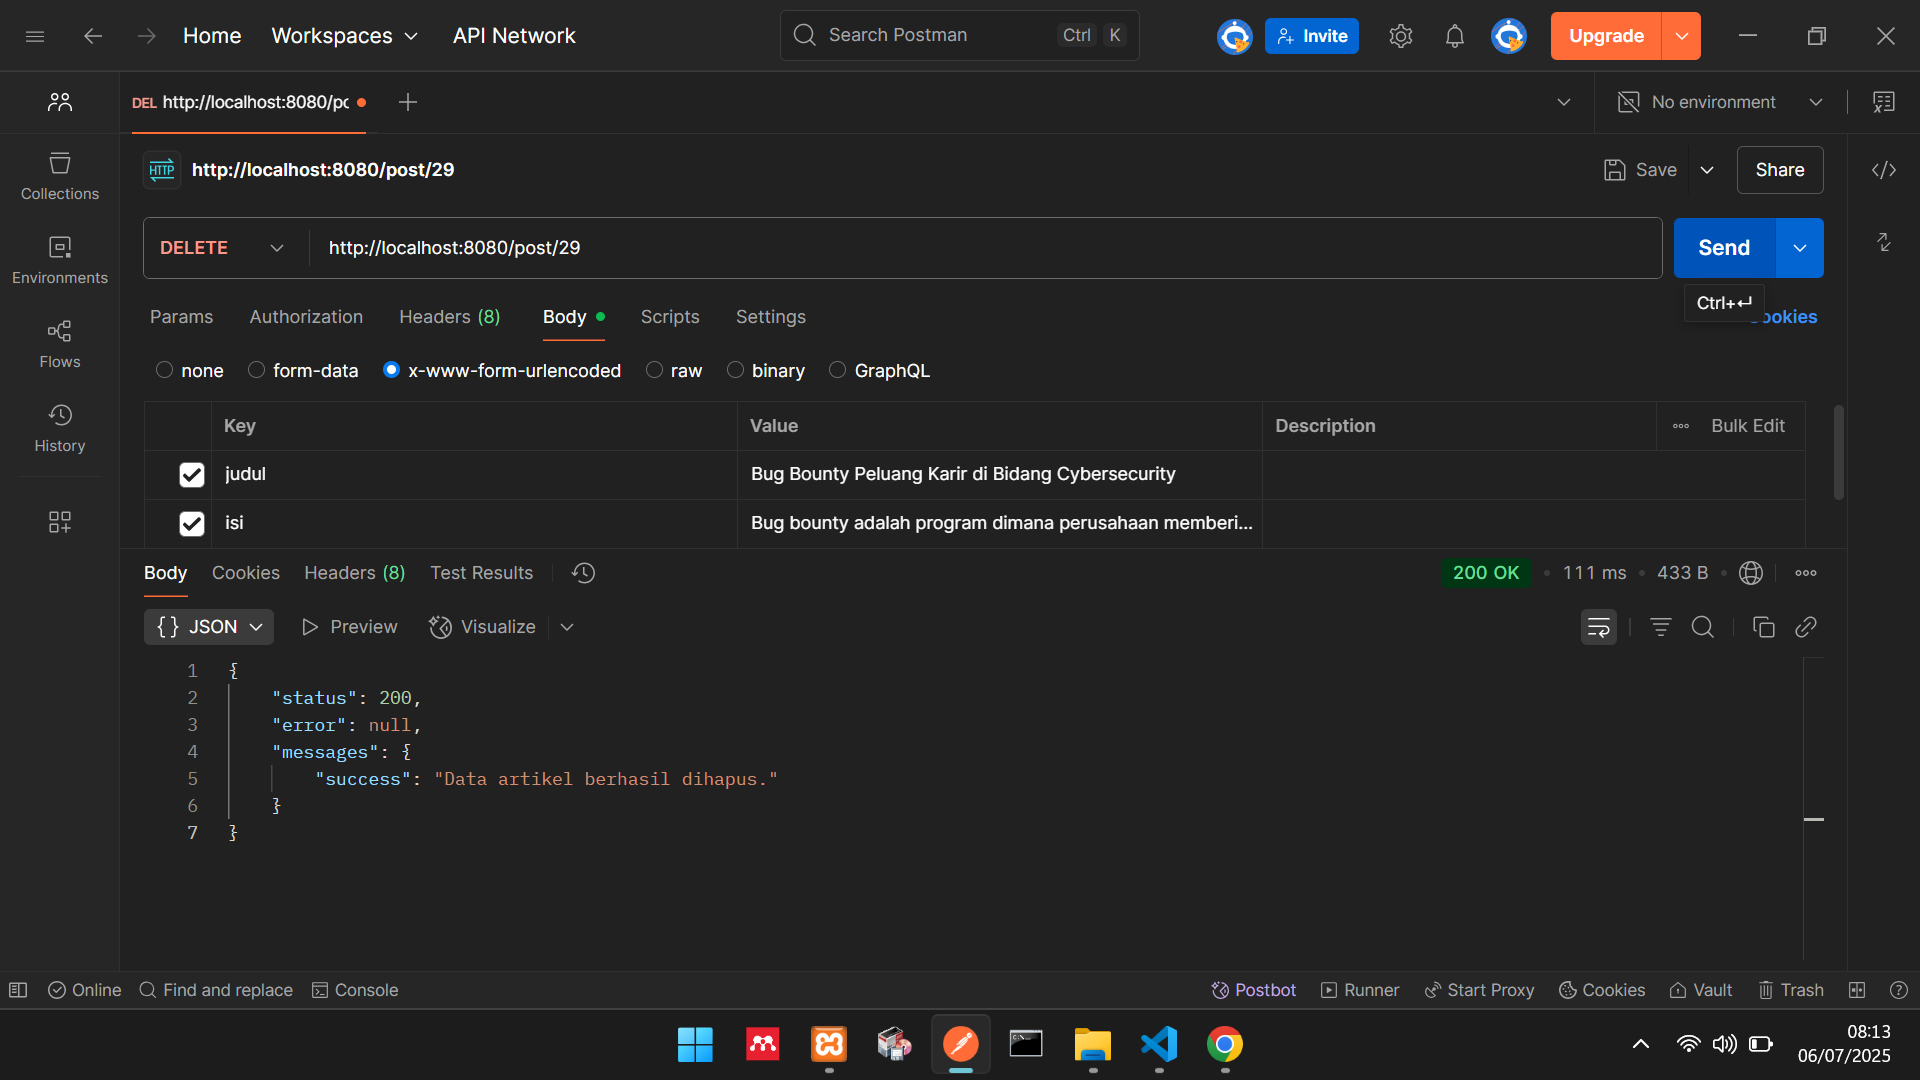 Home
Workspaces
API Network
Search Postman
Ctrl K
Invite
Upgrade
DEL http://localhost:8080/pc
No environment
HTTP http://localhost:8080/post/29
Save
Share
Collections
DELETE http://localhost:8080/post/29
Send
Environments
Ctrl+↵
Params Authorization Headers (8) Body Scripts Settings
ookies
Flows
none form-data x-www-form-urlencoded raw binary GraphQL
History
Key Value Description Bulk Edit
judul Bug Bounty Peluang Karir di Bidang Cybersecurity
isi Bug bounty adalah program dimana perusahaan memberi...
Body Cookies Headers (8) Test Results
200 OK • 111 ms • 433 B
{} JSON Preview Visualize
1 {
2 "status": 200,
3 "error": null,
4 "messages": {
5 "success": "Data artikel berhasil dihapus."
6 }
7 }
Online Find and replace Console
Postbot Runner Start Proxy Cookies Vault Trash
08:13
06/07/2025